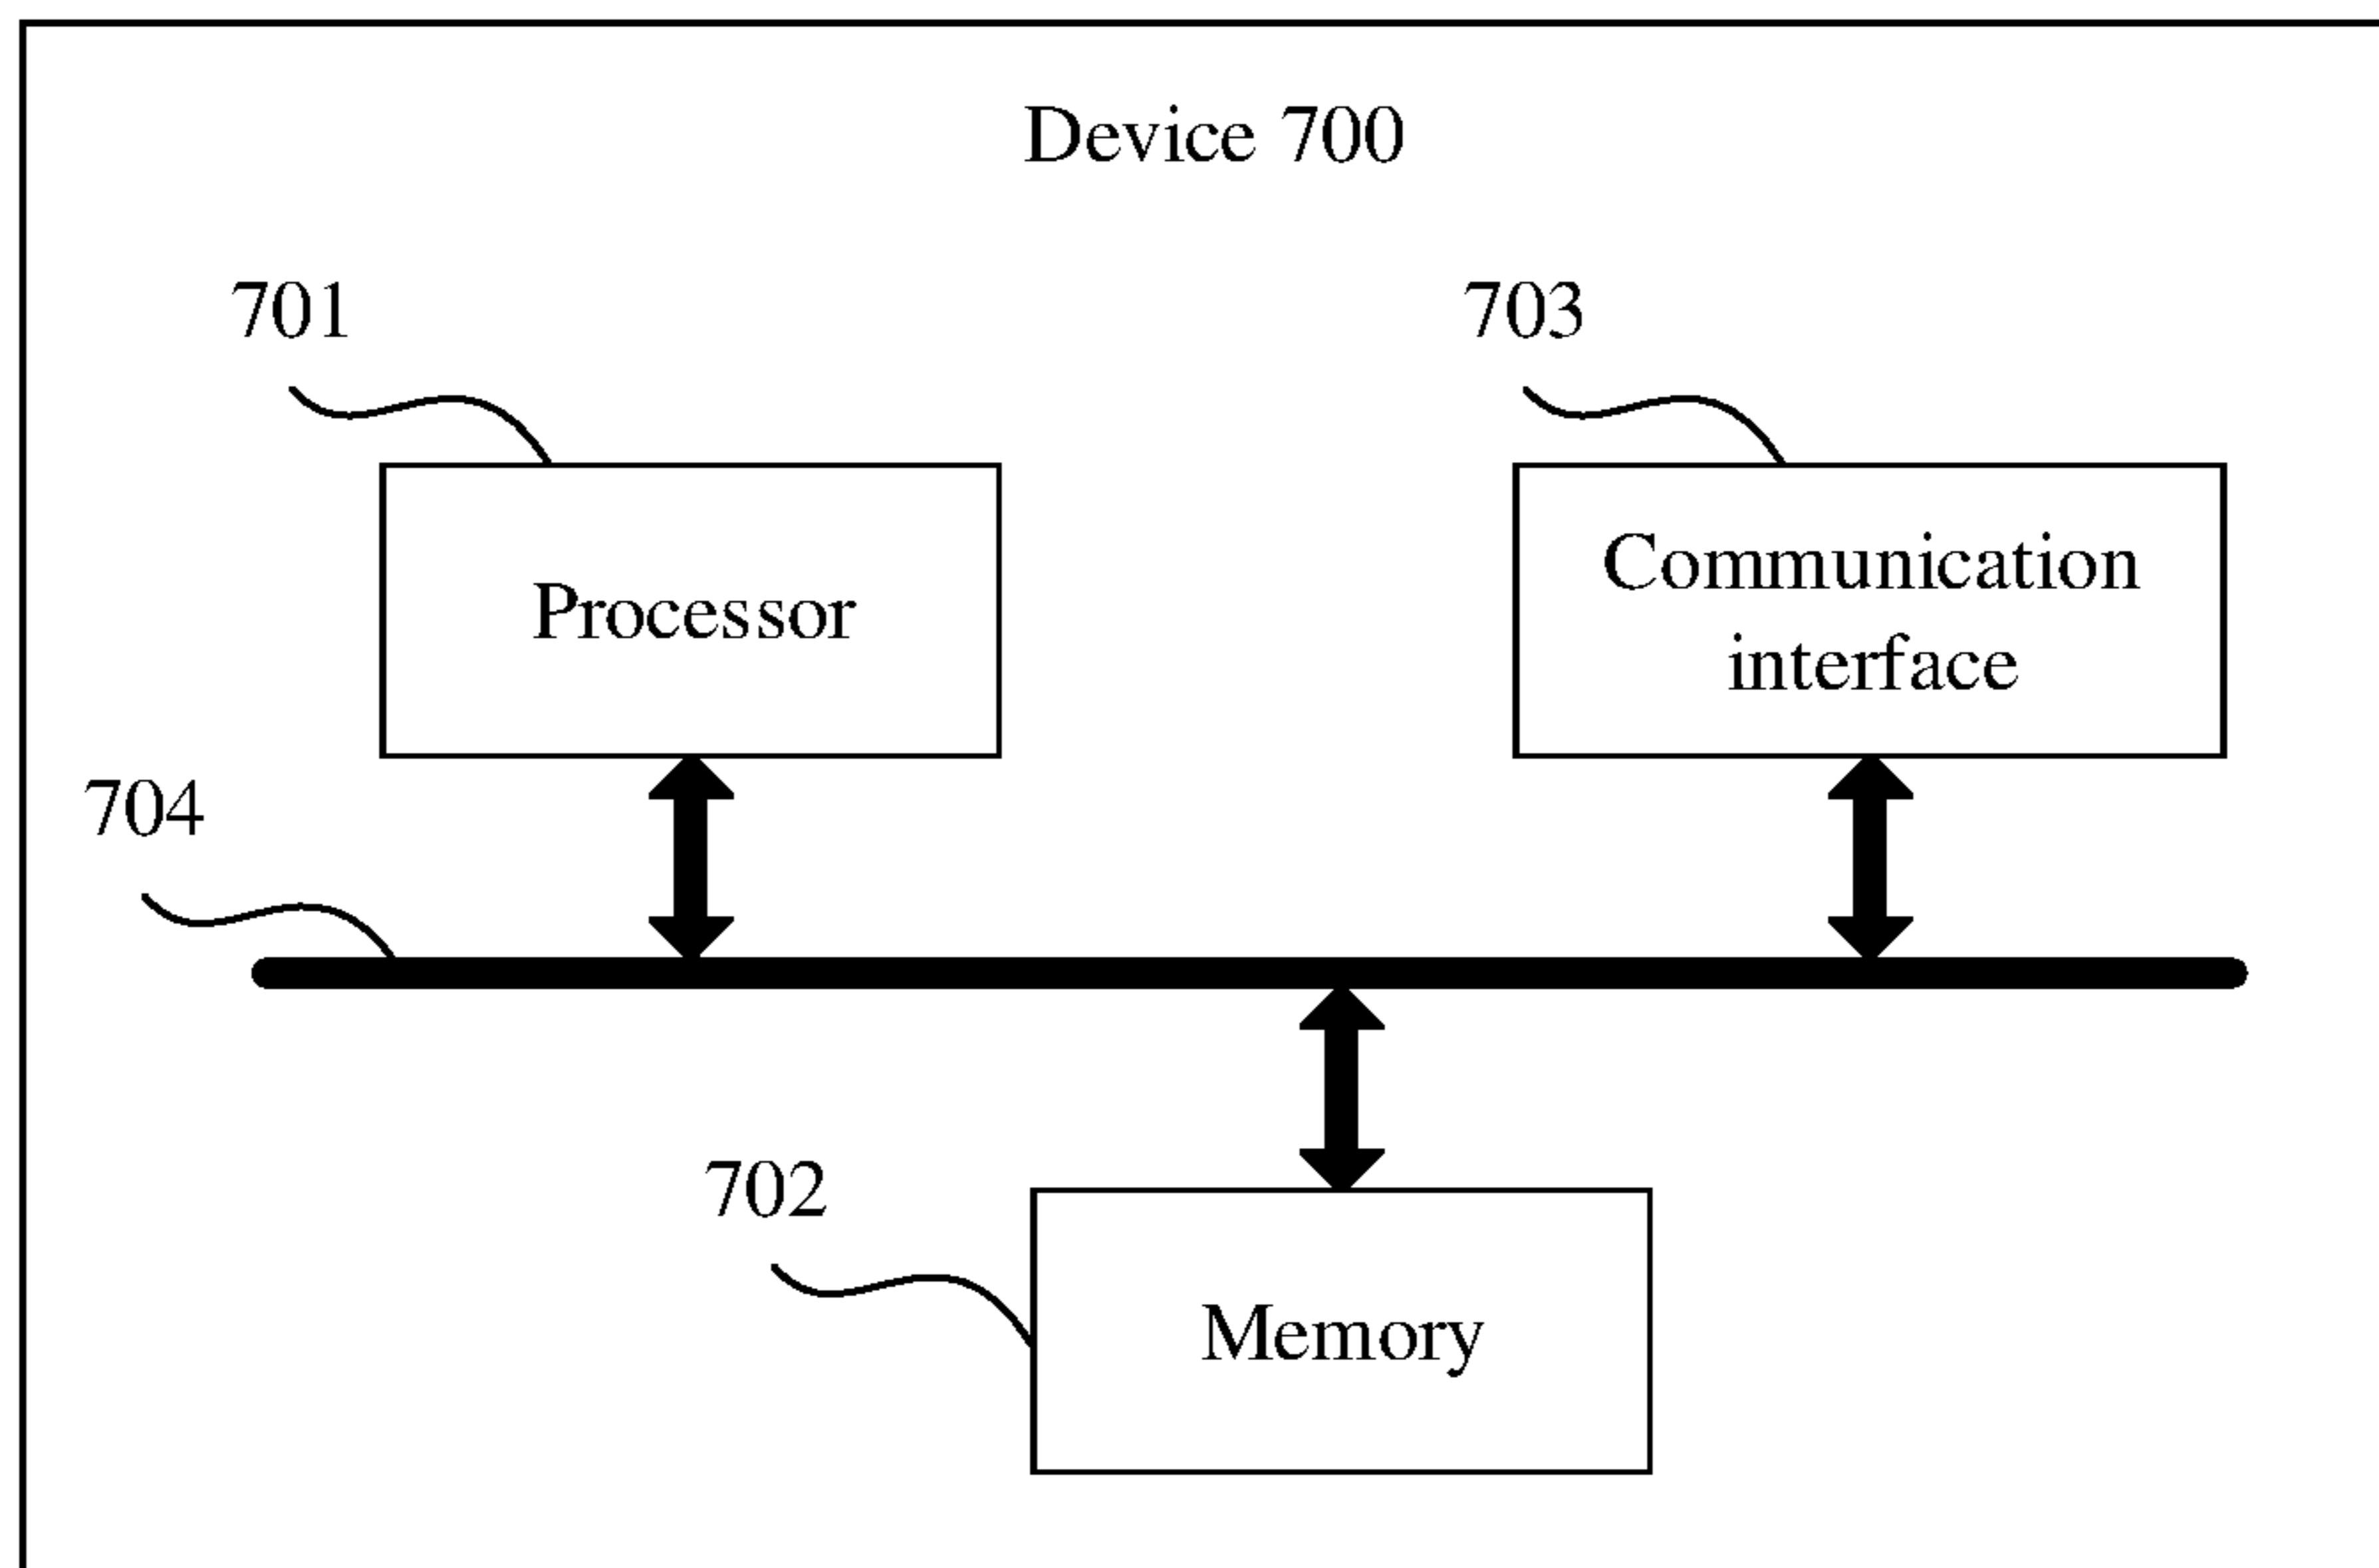 Device 700
701
703
Processor
Communication
interface
704
702
Memory